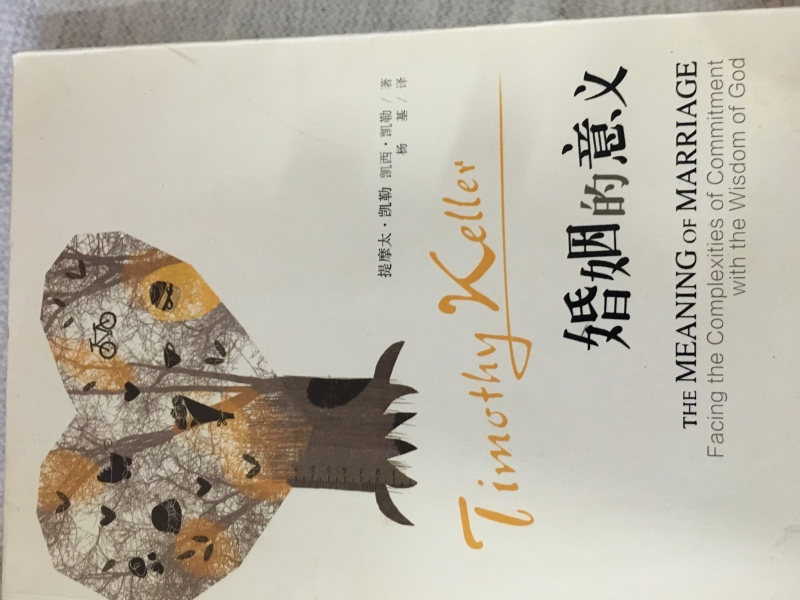 提摩太·凯勒 凯西·凯勒 / 著
杨 基 / 译
Timothy Keller
婚姻的意义
THE MEANING OF MARRIAGE
Facing the Complexities of Commitment
with the Wisdom of God